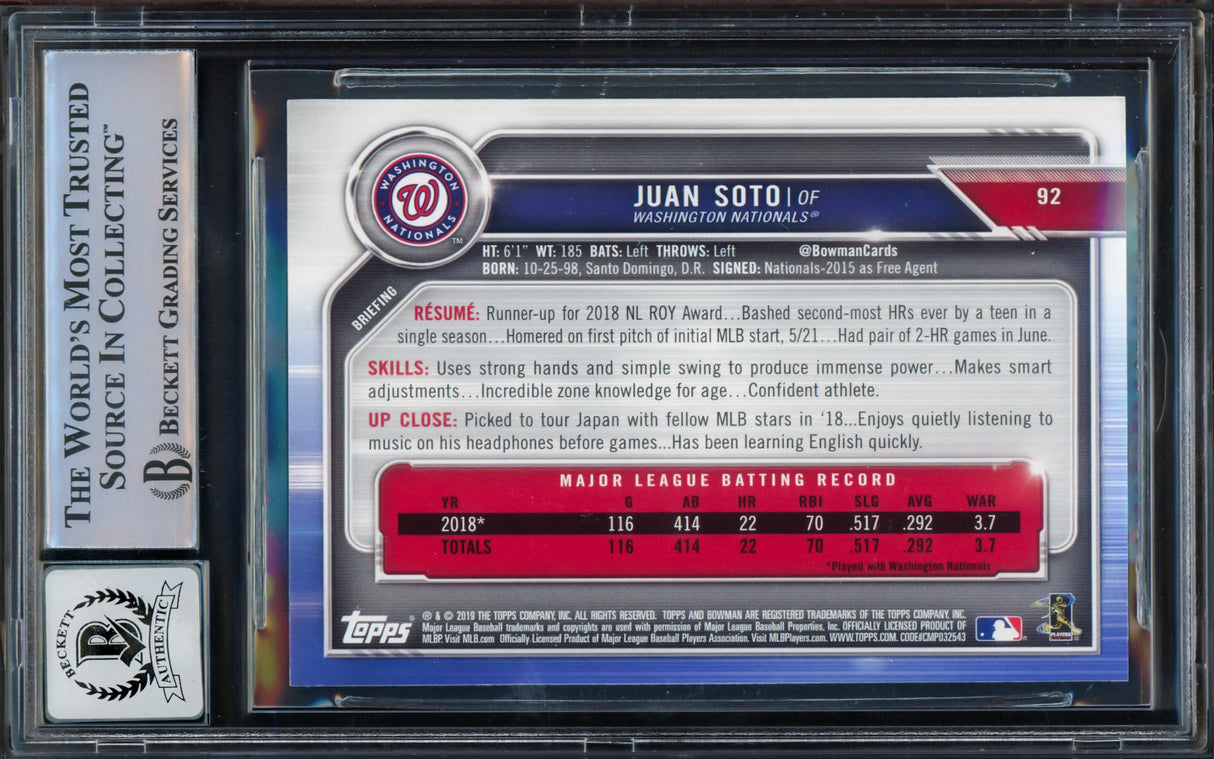 THE WORLD'S MOST TRUSTED
SOURCE IN COLLECTING™
BECKETT GRADING SERVICES
B
BECKETT
B
AUTHENTIC
WASHINGTON
W
NATIONALS
™
JUAN SOTO | OF
WASHINGTON NATIONALS®
92
HT: 6'1" WT: 185 BATS: Left THROWS: Left @BowmanCards
BORN: 10-25-98, Santo Domingo, D.R. SIGNED: Nationals-2015 as Free Agent
BRIEFING
RÉSUMÉ: Runner-up for 2018 NL ROY Award...Bashed second-most HRs ever by a teen in a
single season...Homered on first pitch of initial MLB start, 5/21...Had pair of 2-HR games in June.
SKILLS: Uses strong hands and simple swing to produce immense power...Makes smart
adjustments...Incredible zone knowledge for age...Confident athlete.
UP CLOSE: Picked to tour Japan with fellow MLB stars in '18...Enjoys quietly listening to
music on his headphones before games...Has been learning English quickly.
MAJOR LEAGUE BATTING RECORD
YR G AB HR RBI SLG AVG WAR
2018* 116 414 22 70 .517 .292 3.7
TOTALS 116 414 22 70 .517 .292 3.7
*Played with Washington Nationals
Topps
® & © 2019 THE TOPPS COMPANY, INC. ALL RIGHTS RESERVED. TOPPS AND BOWMAN ARE REGISTERED TRADEMARKS OF THE TOPPS COMPANY, INC.
Major League Baseball trademarks and copyrights are used with permission of Major League Baseball Properties, Inc. OFFICIALLY LICENSED PRODUCT OF
MLBP. Visit MLB.com Officially Licensed Product of Major League Baseball Players Association. Visit MLBPlayers.com. WWW.TOPPS.COM. CODE#CMP032543
PLAYERS